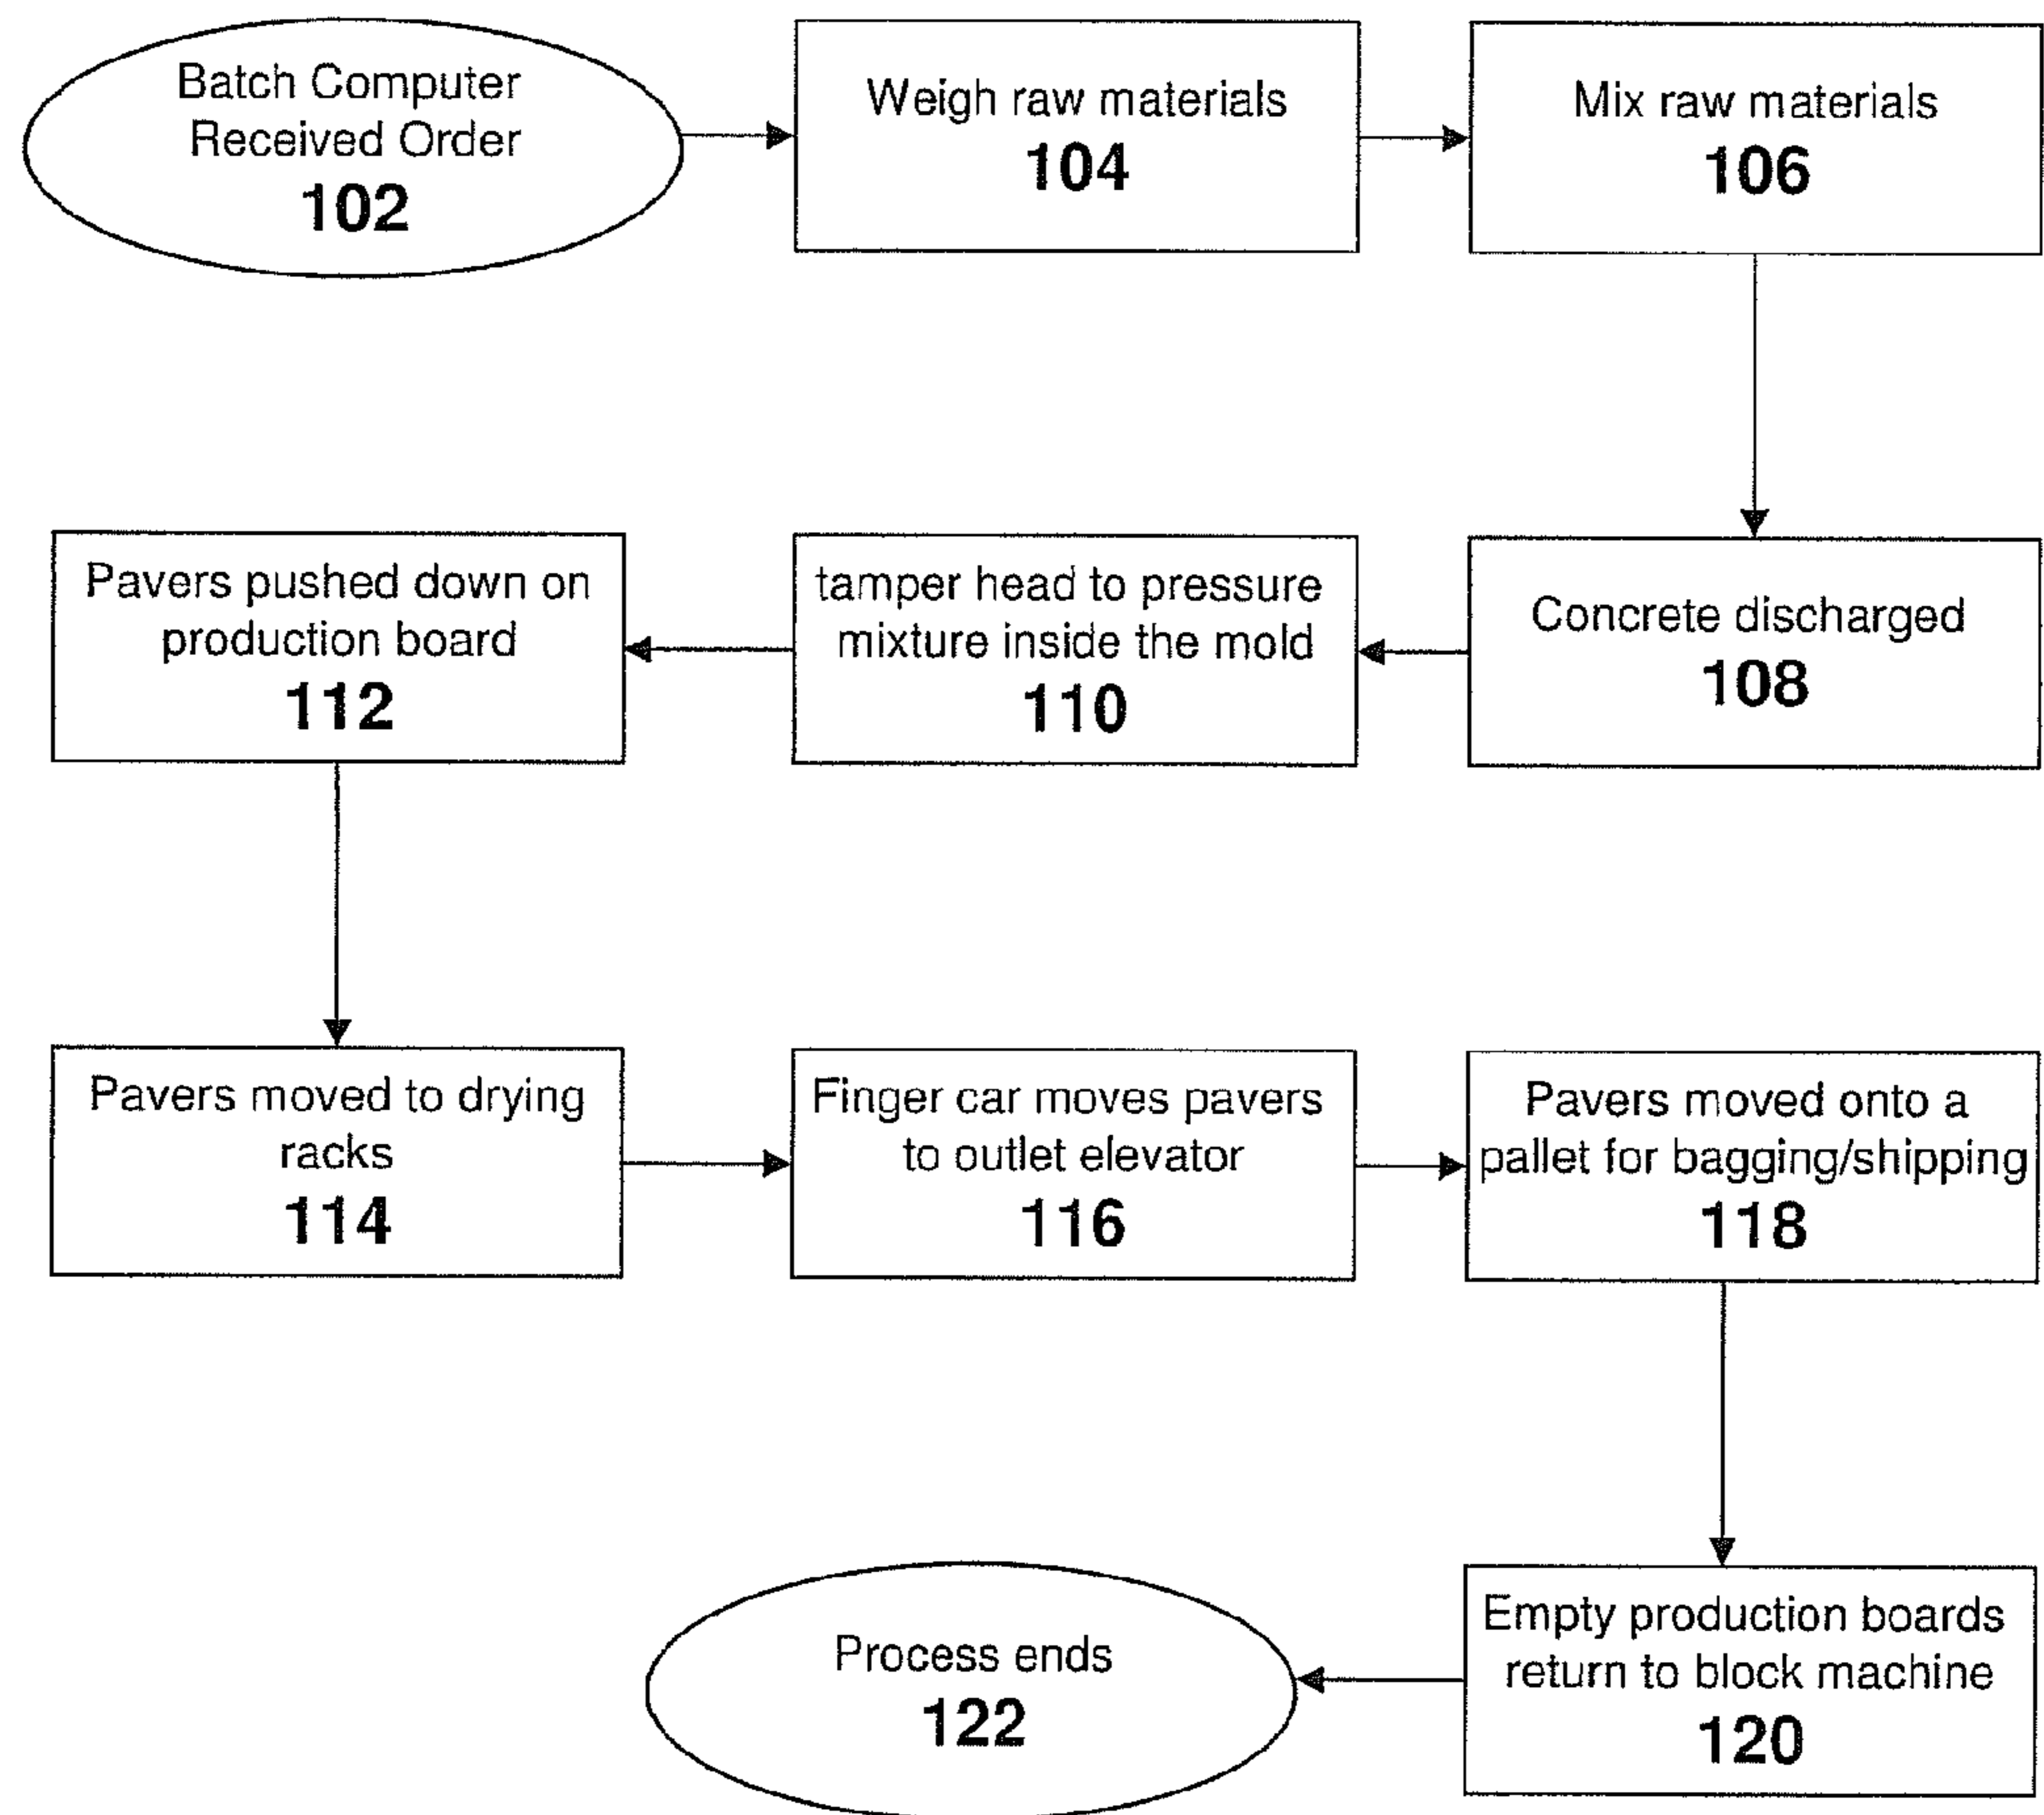 Batch Computer
Received Order
102
Weigh raw materials
104
Mix raw materials
106
Concrete discharged
108
tamper head to pressure
mixture inside the mold
110
Pavers pushed down on
production board
112
Pavers moved to drying
racks
114
Finger car moves pavers
to outlet elevator
116
Pavers moved onto a
pallet for bagging/shipping
118
Empty production boards
return to block machine
120
Process ends
122